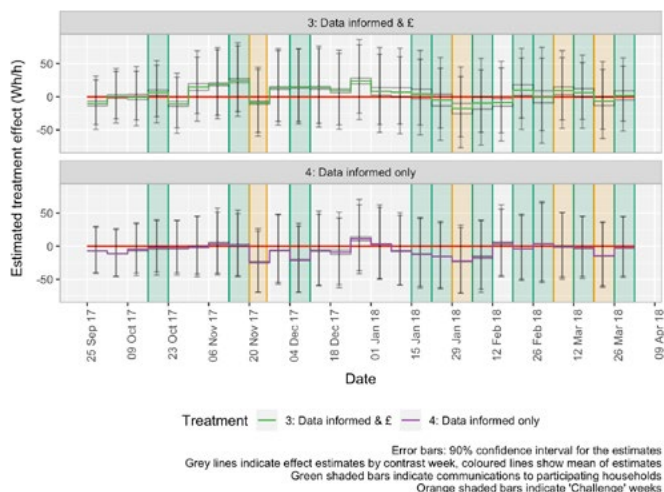 3: Data informed & £
50
0
-50
4: Data informed only
50
0
-50
Estimated treatment effect (Wh/h)
25 Sep 17
09 Oct 17
23 Oct 17
06 Nov 17
20 Nov 17
04 Dec 17
18 Dec 17
01 Jan 18
15 Jan 18
29 Jan 18
12 Feb 18
26 Feb 18
12 Mar 18
26 Mar 18
09 Apr 18
Date
Treatment 3: Data informed & £ 4: Data informed only
Error bars: 90% confidence interval for the estimates
Grey lines indicate effect estimates by contrast week, coloured lines show mean of estimates
Green shaded bars indicate communications to participating households
Orange shaded bars indicate 'Challenge' weeks